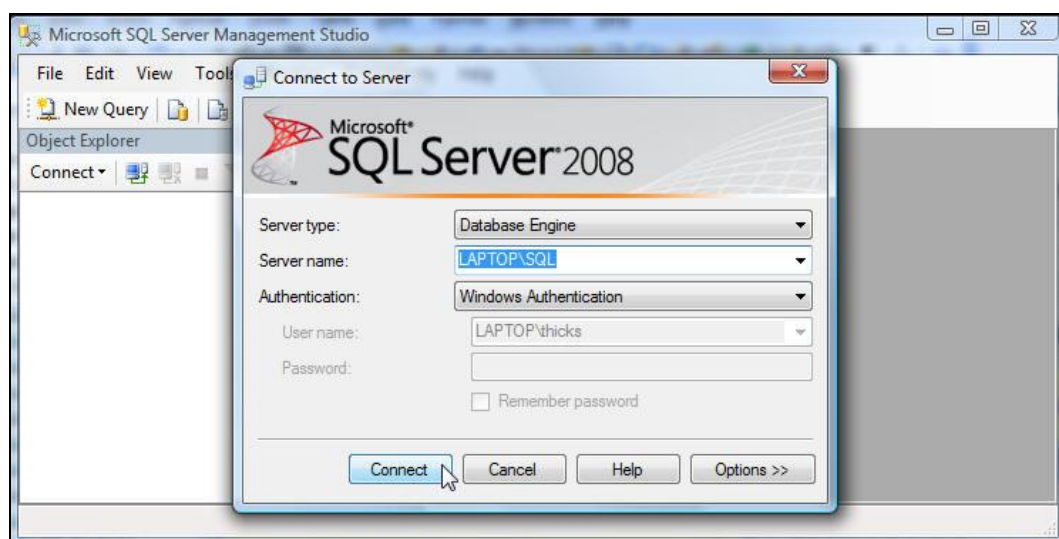 Microsoft SQL Server Management Studio
File Edit View Tools Help
Connect to Server
New Query
Microsoft
SQL Server 2008
Object Explorer
Connect
Server type: Database Engine
Server name: LAPTOP\SQL
Authentication: Windows Authentication
User name: LAPTOP\thicks
Password:
Remember password
Connect Cancel Help Options >>